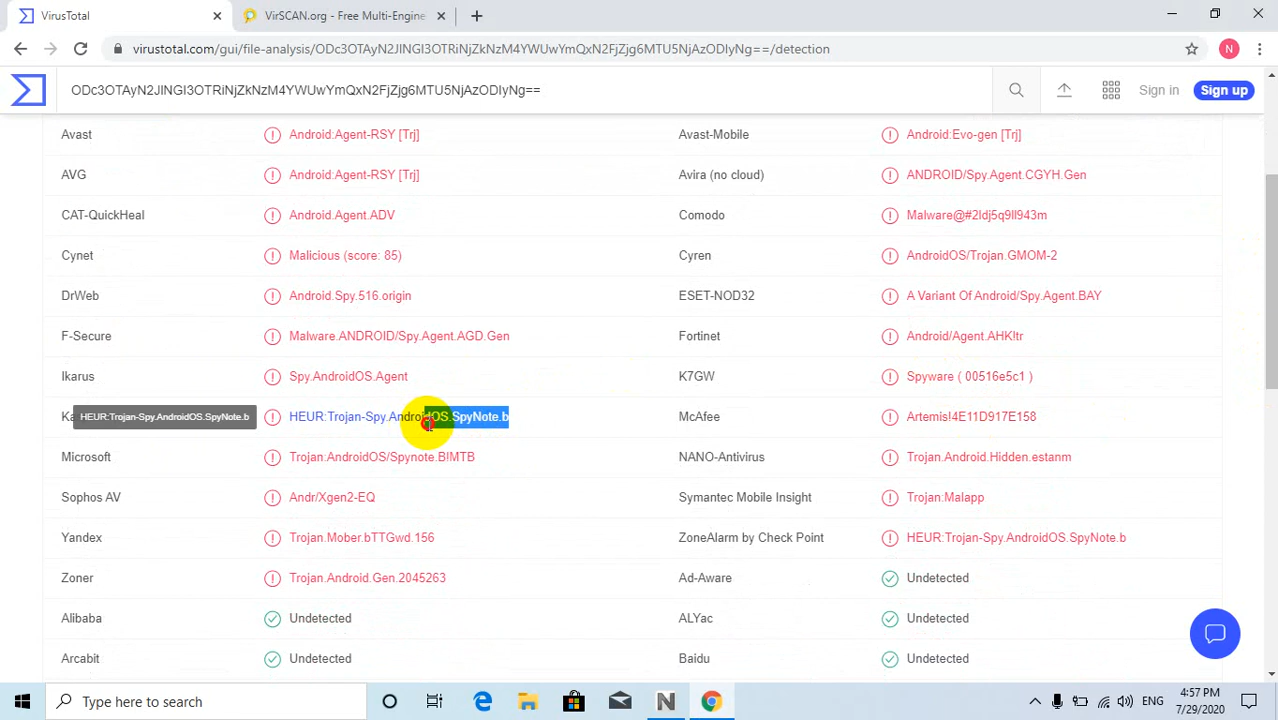 VirusTotal
VirSCAN.org - Free Multi-Engine
virustotal.com/gui/file-analysis/ODc3OTAyN2JlNGI3OTRiNjZkNzM4YWUwYmQxN2FjZjg6MTU5NjAzODIyNg==/detection
N
ODc3OTAyN2JlNGI3OTRiNjZkNzM4YWUwYmQxN2FjZjg6MTU5NjAzODIyNg==
Sign in
Sign up
Avast Android:Agent-RSY [Trj] Avast-Mobile Android:Evo-gen [Trj]
AVG Android:Agent-RSY [Trj] Avira (no cloud) ANDROID/Spy.Agent.CGYH.Gen
CAT-QuickHeal Android.Agent.ADV Comodo Malware@#2ldj5q9ll943m
Cynet Malicious (score: 85) Cyren AndroidOS/Trojan.GMOM-2
DrWeb Android.Spy.516.origin ESET-NOD32 A Variant Of Android/Spy.Agent.BAY
F-Secure Malware.ANDROID/Spy.Agent.AGD.Gen Fortinet Android/Agent.AHK!tr
Ikarus Spy.AndroidOS.Agent K7GW Spyware ( 00516e5c1 )
Ka HEUR:Trojan-Spy.AndroidOS.SpyNote.b HEUR:Trojan-Spy.AndroidOS.SpyNote.b McAfee Artemis!4E11D917E158
Microsoft Trojan:AndroidOS/Spynote.B!MTB NANO-Antivirus Trojan.Android.Hidden.estanm
Sophos AV Andr/Xgen2-EQ Symantec Mobile Insight Trojan:Malapp
Yandex Trojan.Mober.bTTGwd.156 ZoneAlarm by Check Point HEUR:Trojan-Spy.AndroidOS.SpyNote.b
Zoner Trojan.Android.Gen.2045263 Ad-Aware Undetected
Alibaba Undetected ALYac Undetected
Arcabit Undetected Baidu Undetected
Type here to search
N
ENG
4:57 PM
7/29/2020